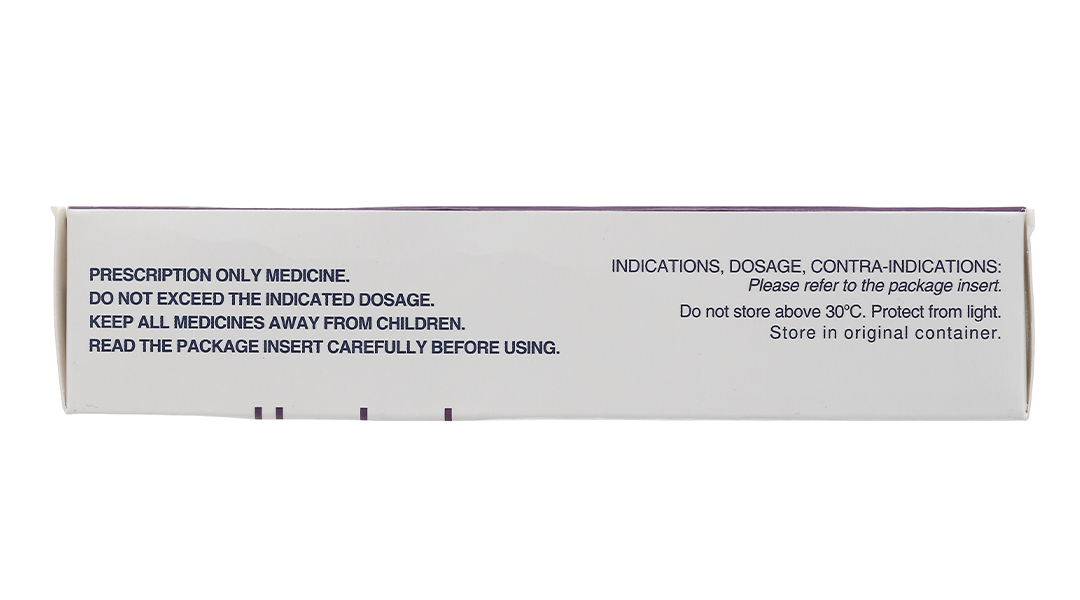 PRESCRIPTION ONLY MEDICINE.
DO NOT EXCEED THE INDICATED DOSAGE.
KEEP ALL MEDICINES AWAY FROM CHILDREN.
READ THE PACKAGE INSERT CAREFULLY BEFORE USING.
INDICATIONS, DOSAGE, CONTRA-INDICATIONS:
Please refer to the package insert.
Do not store above 30°C. Protect from light.
Store in original container.